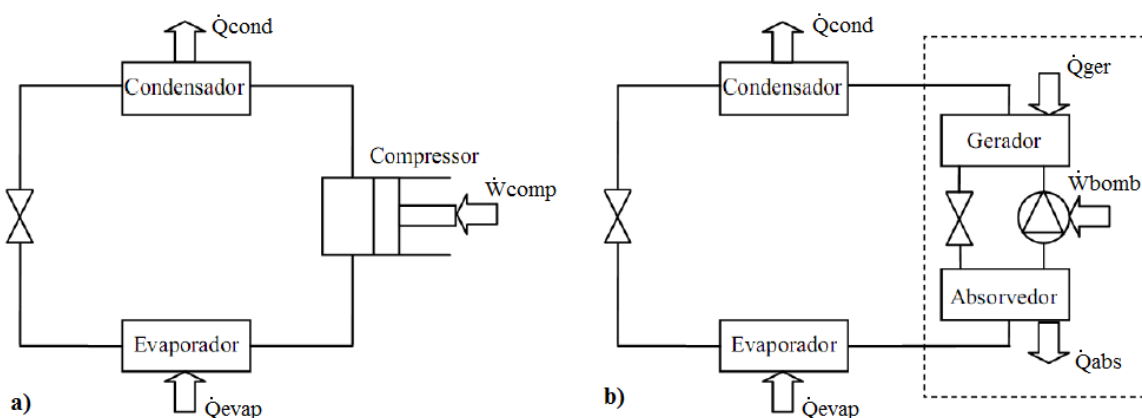 Q̇cond
Condensador
Compressor
Ẇcomp
Evaporador
Q̇evap
a)
Q̇cond
Condensador
Q̇ger
Gerador
Ẇbomb
Absorvedor
Evaporador
Q̇abs
Q̇evap
b)